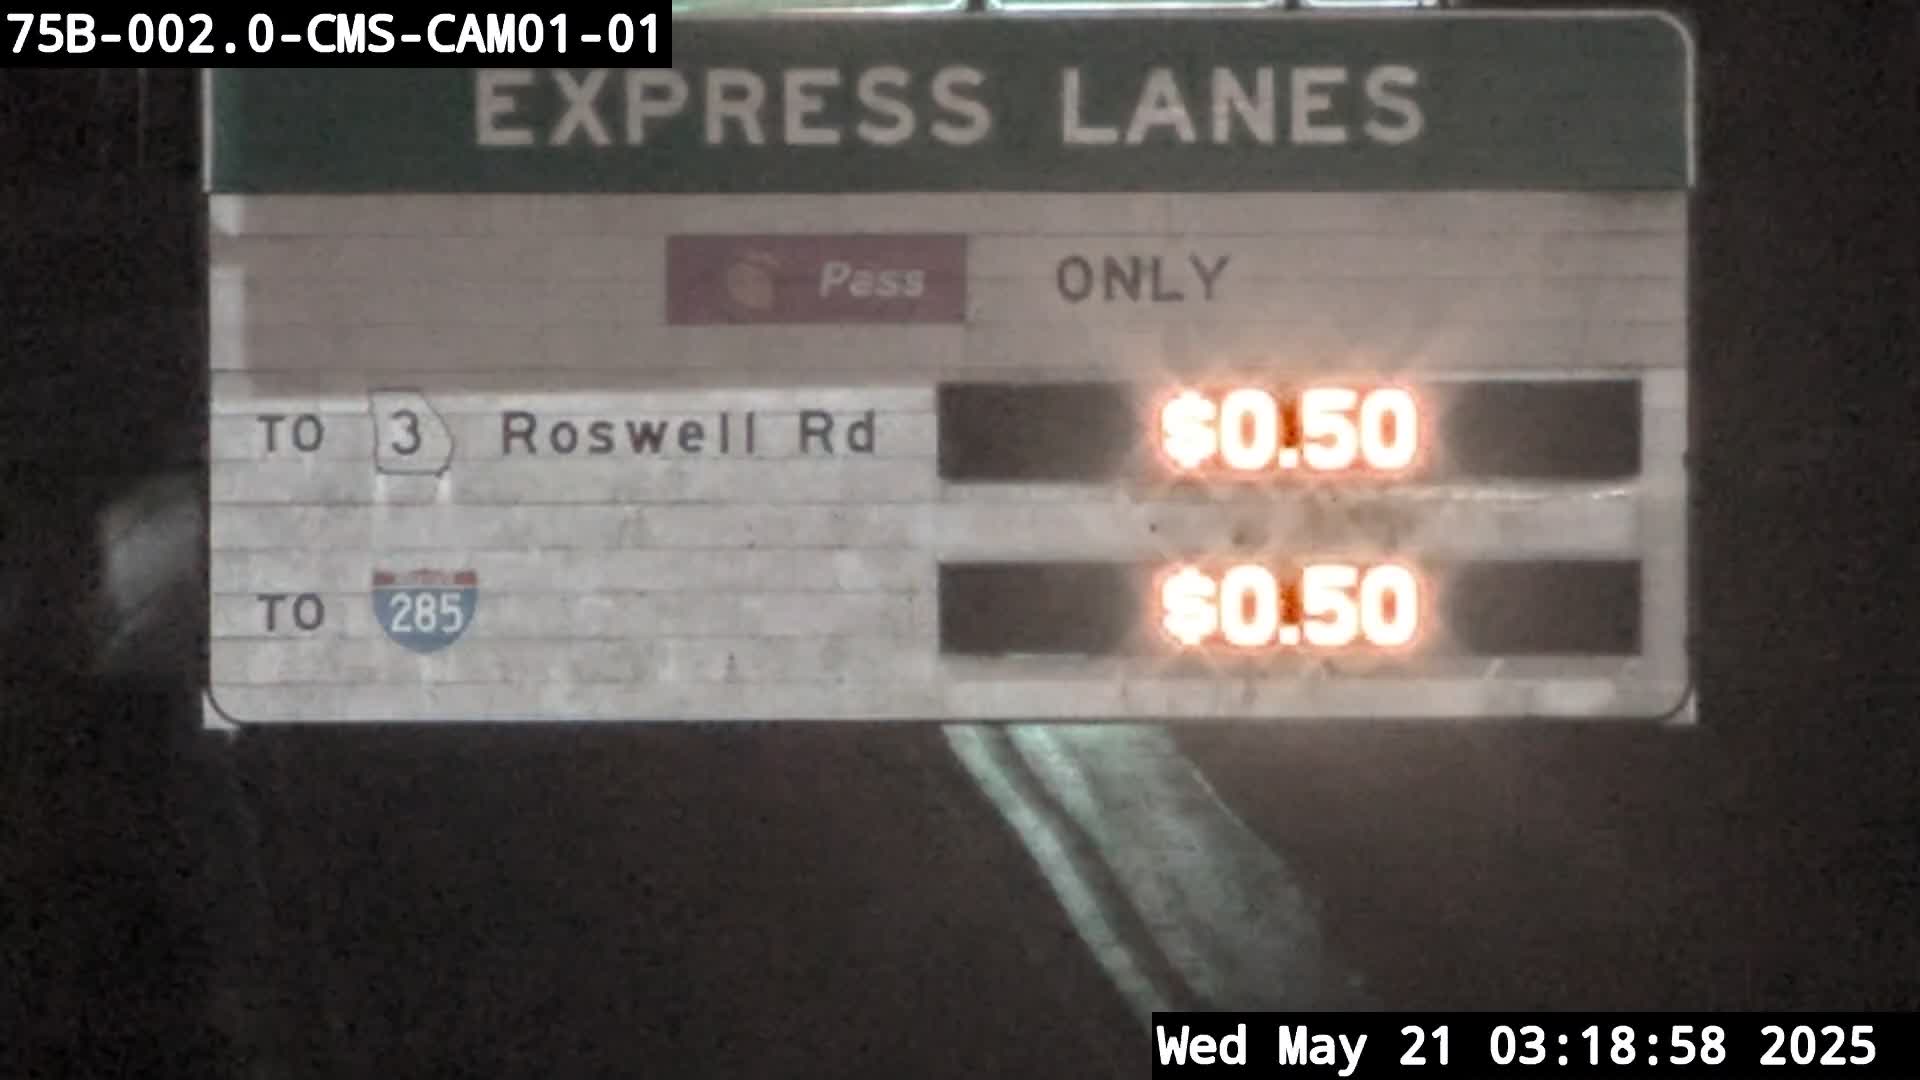 75B-002.0-CMS-CAM01-01
EXPRESS LANES
Pass ONLY
TO 3 Roswell Rd $0.50
TO 285 $0.50
Wed May 21 03:18:58 2025